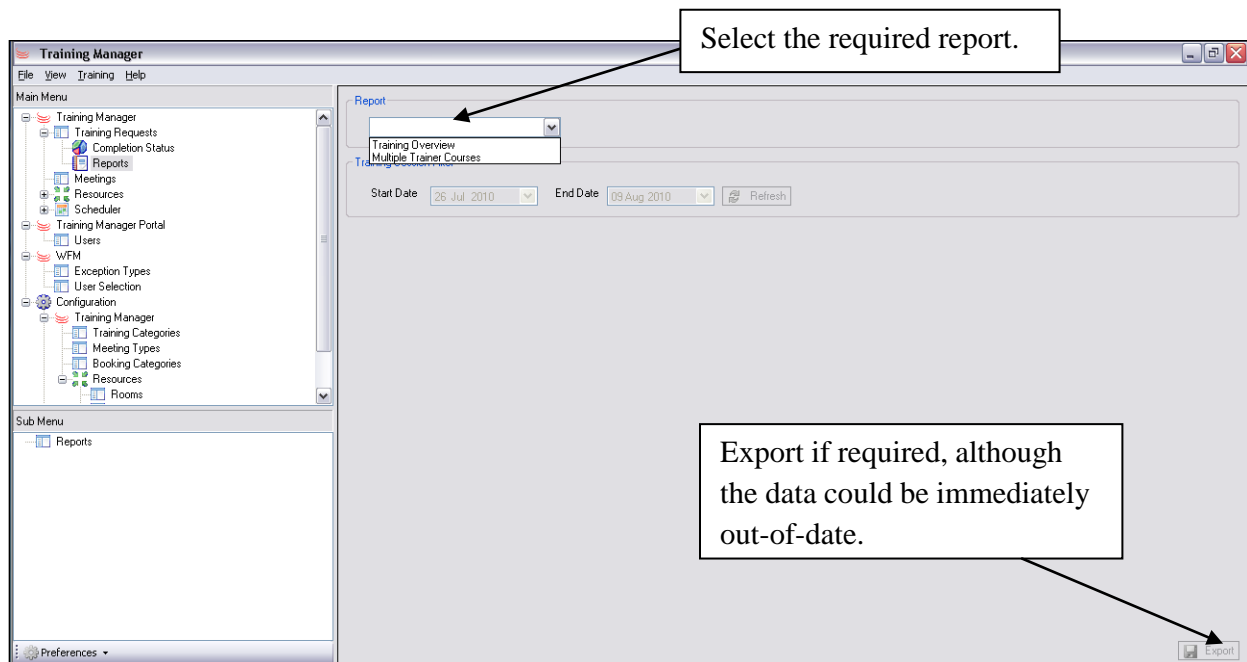 Select the required report.
Training Manager
File View Training Help
Main Menu
Training Manager
Training Requests
Completion Status
Reports
Meetings
Resources
Scheduler
Training Manager Portal
Users
WFM
Exception Types
User Selection
Configuration
Training Manager
Training Categories
Meeting Types
Booking Categories
Resources
Rooms
Sub Menu
Reports
Preferences
Report
Training Overview
Multiple Trainer Courses
Training Session Filter
Start Date 26 Jul 2010 End Date 09 Aug 2010 Refresh
Export if required, although
the data could be immediately
out-of-date.
Export